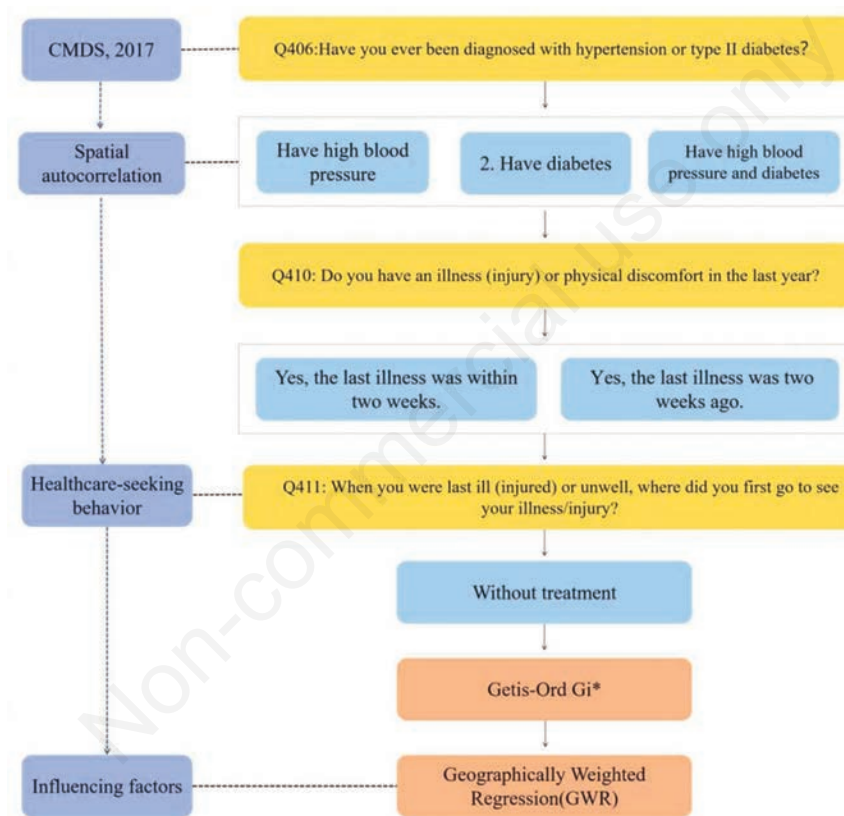 CMDS, 2017
Q406:Have you ever been diagnosed with hypertension or type II diabetes?
Spatial
autocorrelation
Have high blood
pressure
2. Have diabetes
Have high blood
pressure and diabetes
Q410: Do you have an illness (injury) or physical discomfort in the last year?
Yes, the last illness was within
two weeks.
Yes, the last illness was two
weeks ago.
Healthcare-seeking
behavior
Q411: When you were last ill (injured) or unwell, where did you first go to see
your illness/injury?
Without treatment
Getis-Ord Gi*
Influencing factors
Geographically Weighted
Regression(GWR)
Non-commercial use only